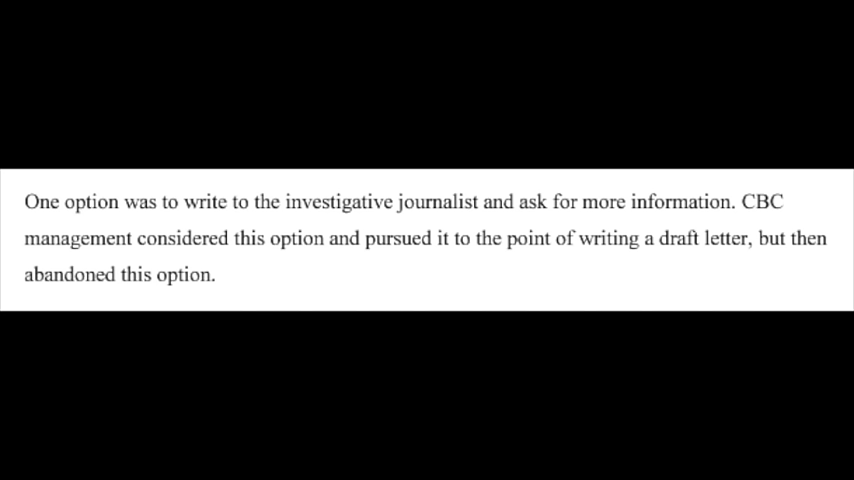 One option was to write to the investigative journalist and ask for more information. CBC
management considered this option and pursued it to the point of writing a draft letter, but then
abandoned this option.